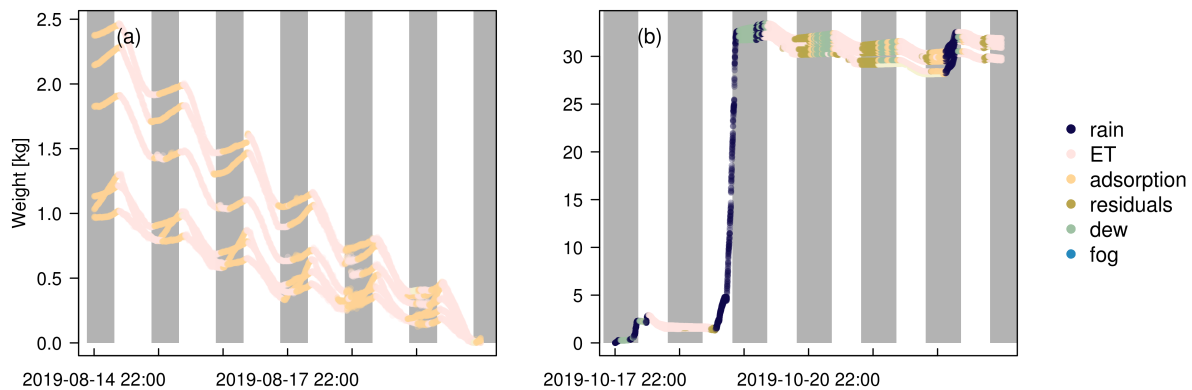 (a)
Weight [kg]
2.5
2.0
1.5
1.0
0.5
0.0
2019-08-14 22:00
2019-08-17 22:00
(b)
30
25
20
15
10
5
0
2019-10-17 22:00
2019-10-20 22:00
rain
ET
adsorption
residuals
dew
fog